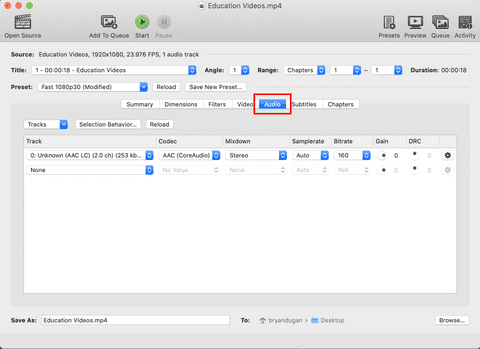 Education Videos.mp4
Open Source Add To Queue Start Pause Presets Preview Queue Activity
Source: Education Videos, 1920x1080, 23.976 FPS, 1 audio track
Title: 1 - 00:00:18 - Education Videos Angle: 1 Range: Chapters 1 – 1 Duration: 00:00:18
Preset: Fast 1080p30 (Modified) Reload Save New Preset...
Summary Dimensions Filters Video Audio Subtitles Chapters
Tracks Selection Behavior... Reload
Track Codec Mixdown Samplerate Bitrate Gain DRC
0: Unknown (AAC LC) (2.0 ch) (253 kb... AAC (CoreAudio) Stereo Auto 160 0 0
None No Value None Auto N/A 0 0
Save As: Education Videos.mp4 To: bryandugan Desktop Browse...